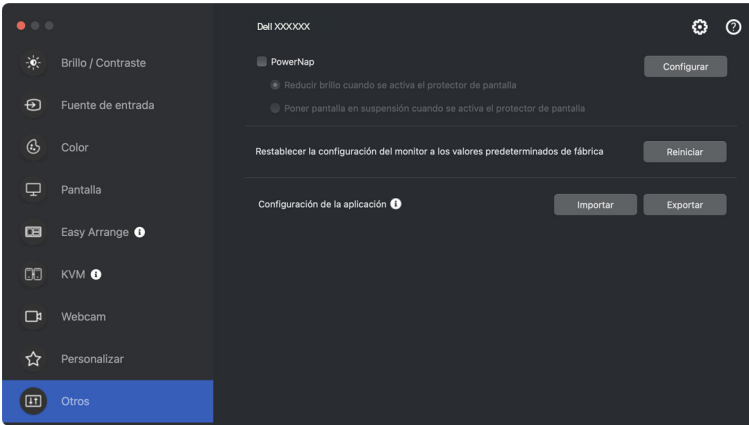 Dell XXXXXX
Brillo / Contraste
Fuente de entrada
Color
Pantalla
Easy Arrange
KVM
Webcam
Personalizar
Otros
PowerNap
Configurar
Reducir brillo cuando se activa el protector de pantalla
Poner pantalla en suspensión cuando se activa el protector de pantalla
Restablecer la configuración del monitor a los valores predeterminados de fábrica
Reiniciar
Configuración de la aplicación
Importar
Exportar